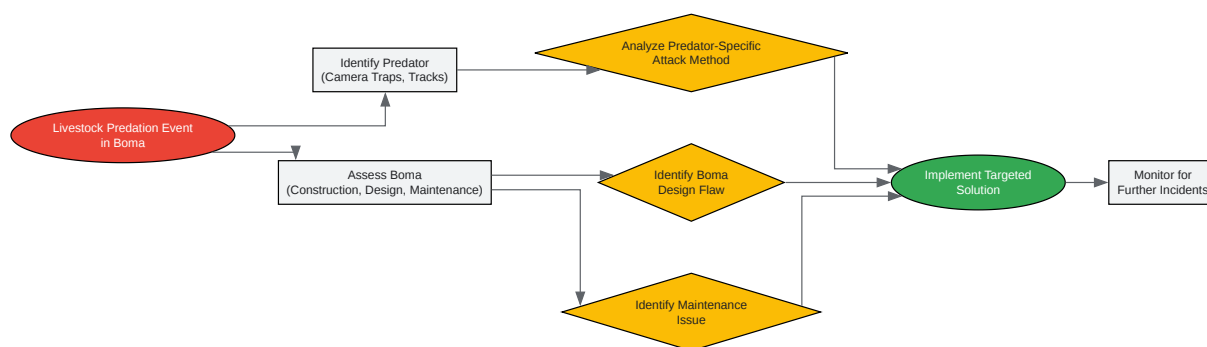 Livestock Predation Event
in Boma
Identify Predator
(Camera Traps, Tracks)
Assess Boma
(Construction, Design, Maintenance)
Analyze Predator-Specific
Attack Method
Identify Boma
Design Flaw
Identify Maintenance
Issue
Implement Targeted
Solution
Monitor for
Further Incidents